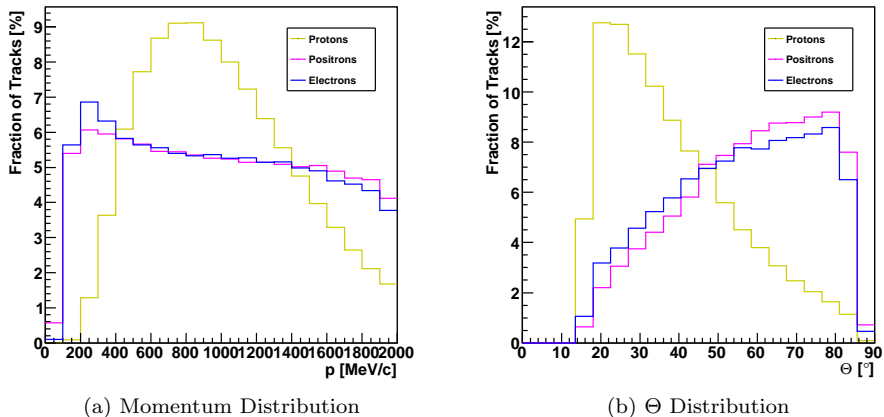 Fraction of Tracks [%]
9
8
7
6
5
4
3
2
1
0
Protons
Positrons
Electrons
0 200 400 600 800 1000 1200 1400 1600 1800 2000
p [MeV/c]
(a) Momentum Distribution
Fraction of Tracks [%]
12
10
8
6
4
2
0
Protons
Positrons
Electrons
0 10 20 30 40 50 60 70 80 90
Θ [°]
(b) Θ Distribution